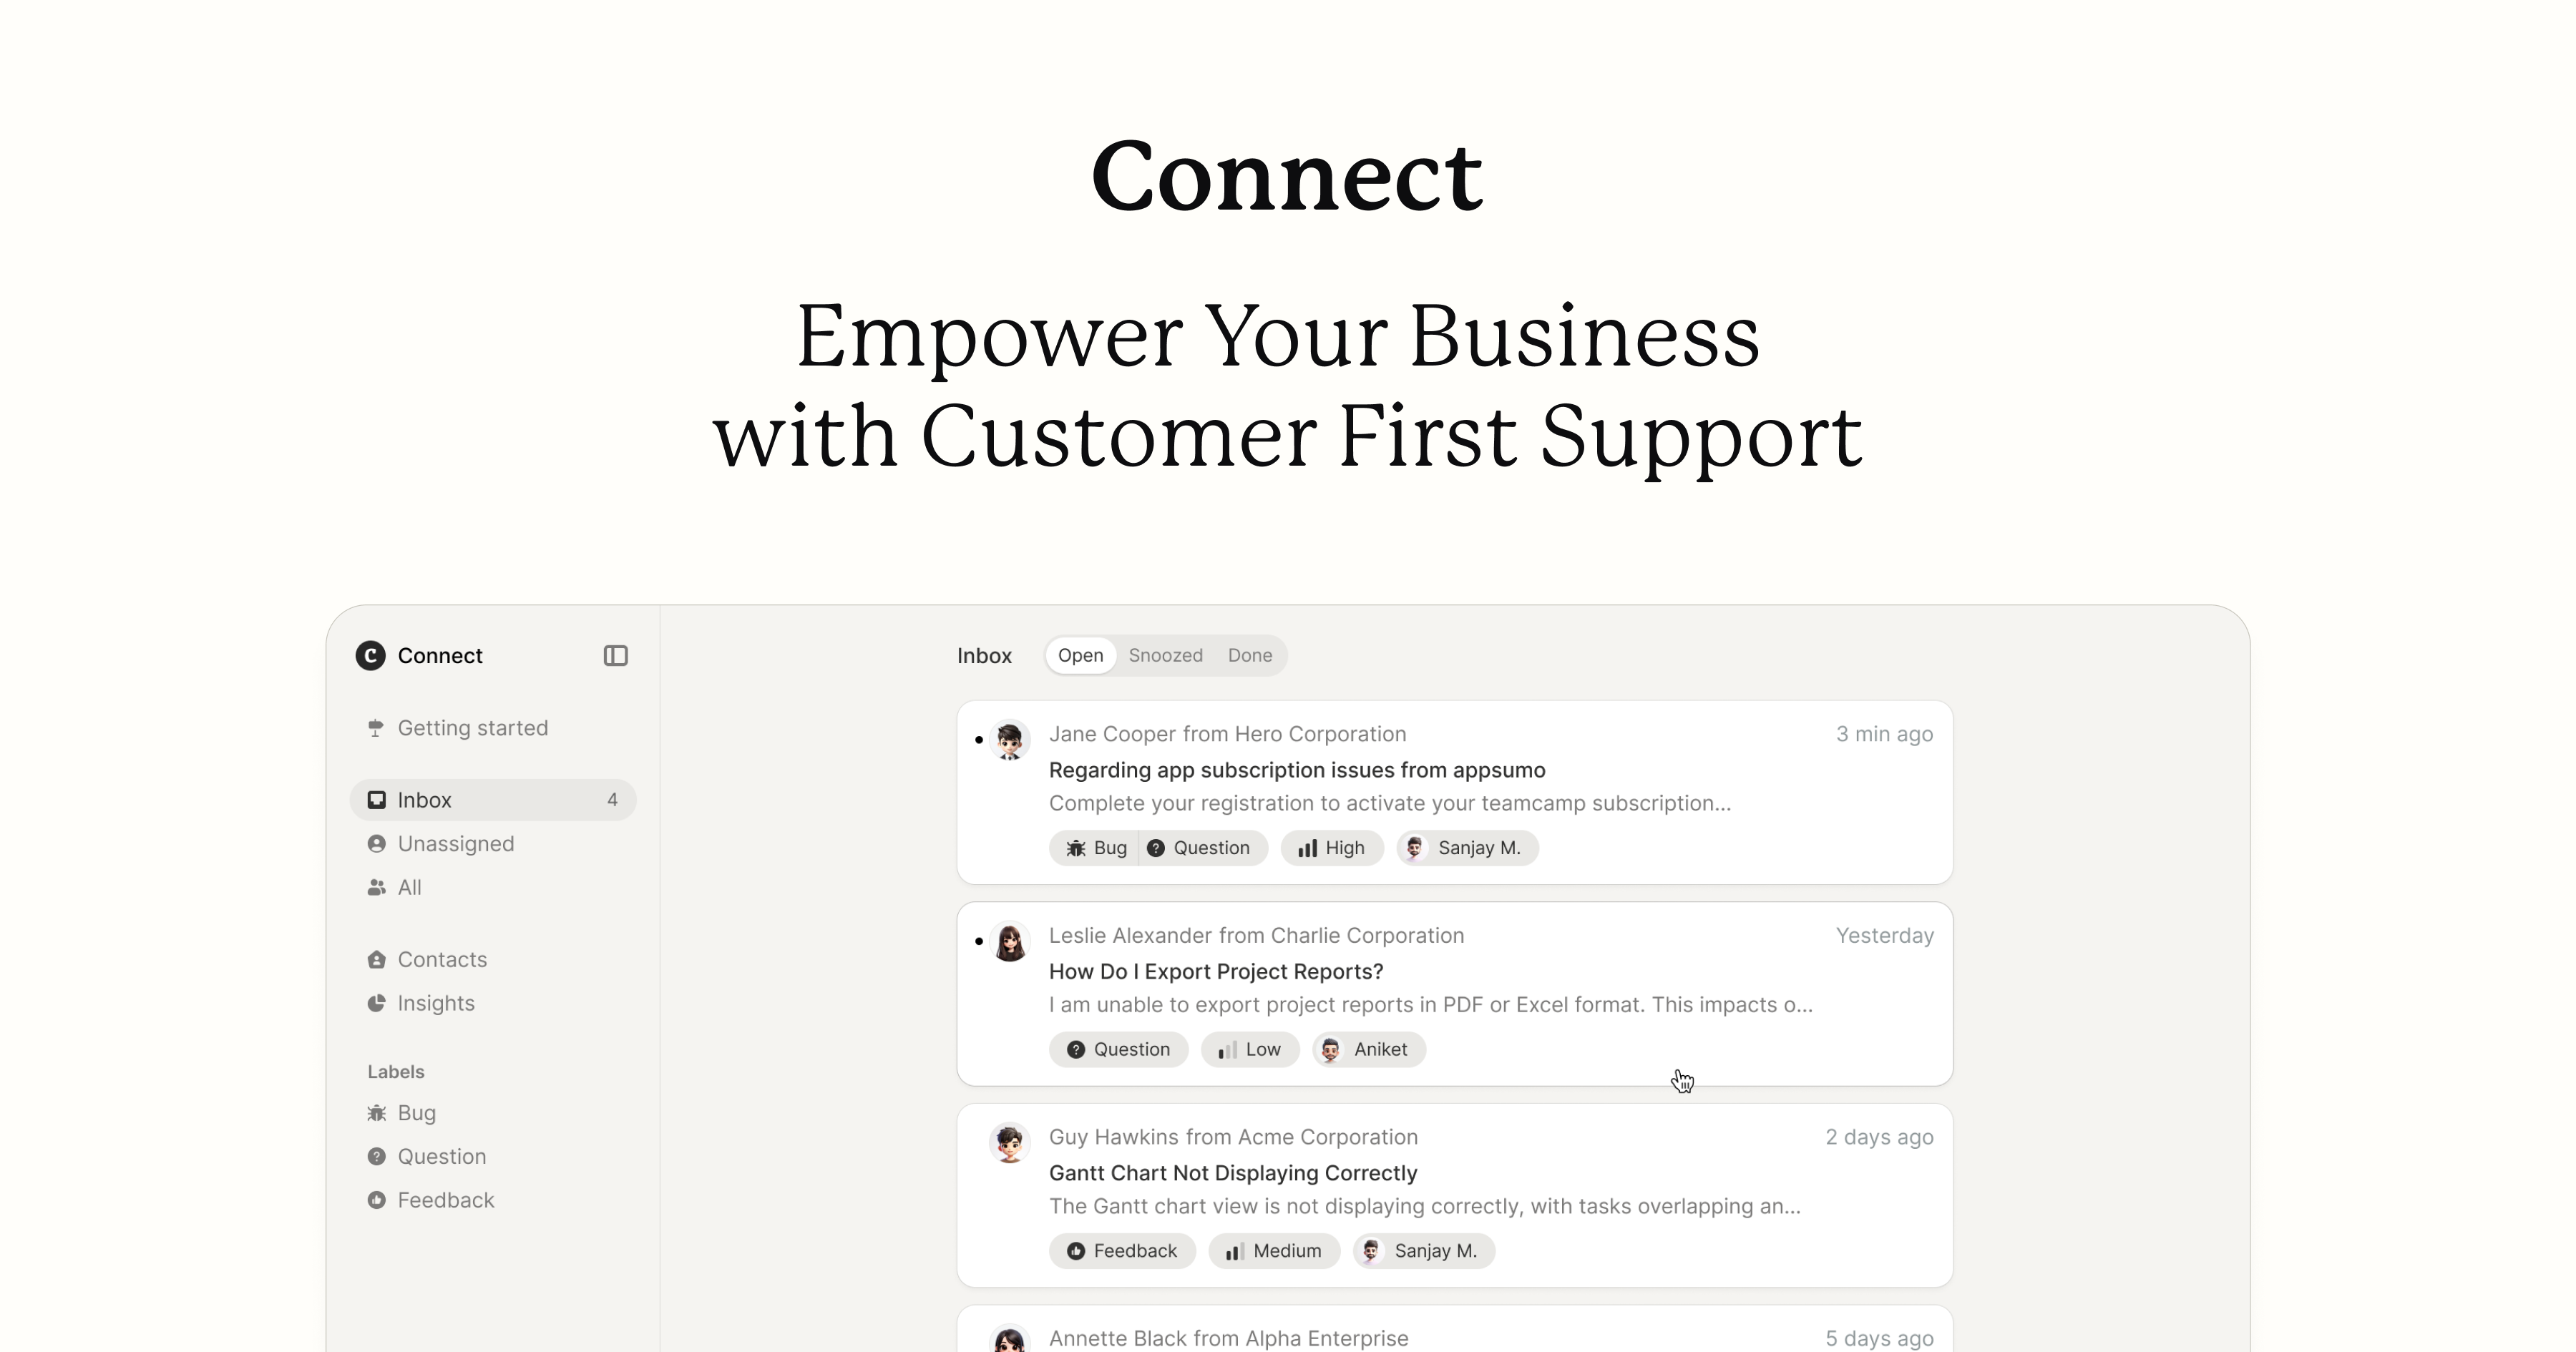 Connect
Empower Your Business
with Customer First Support
Connect
Getting started
Inbox 4
Unassigned
All
Contacts
Insights
Labels
Bug
Question
Feedback
Inbox Open Snoozed Done
Jane Cooper from Hero Corporation 3 min ago
Regarding app subscription issues from appsumo
Complete your registration to activate your teamcamp subscription...
Bug Question High Sanjay M.
Leslie Alexander from Charlie Corporation Yesterday
How Do I Export Project Reports?
I am unable to export project reports in PDF or Excel format. This impacts o...
Question Low Aniket
Guy Hawkins from Acme Corporation 2 days ago
Gantt Chart Not Displaying Correctly
The Gantt chart view is not displaying correctly, with tasks overlapping an...
Feedback Medium Sanjay M.
Annette Black from Alpha Enterprise 5 days ago